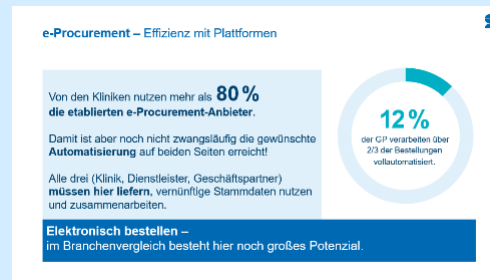 e-Procurement – Effizienz mit Plattformen
Von den Kliniken nutzen mehr als 80 %
die etablierten e-Procurement-Anbieter.
Damit ist aber noch nicht zwangsläufig die gewünschte
Automatisierung auf beiden Seiten erreicht!
Alle drei (Klinik, Dienstleister, Geschäftspartner)
müssen hier liefern, vernünftige Stammdaten nutzen
und zusammenarbeiten.
12 %
der GP verarbeiten über
2/3 der Bestellungen
vollautomatisiert.
Elektronisch bestellen –
im Branchenvergleich besteht hier noch großes Potenzial.